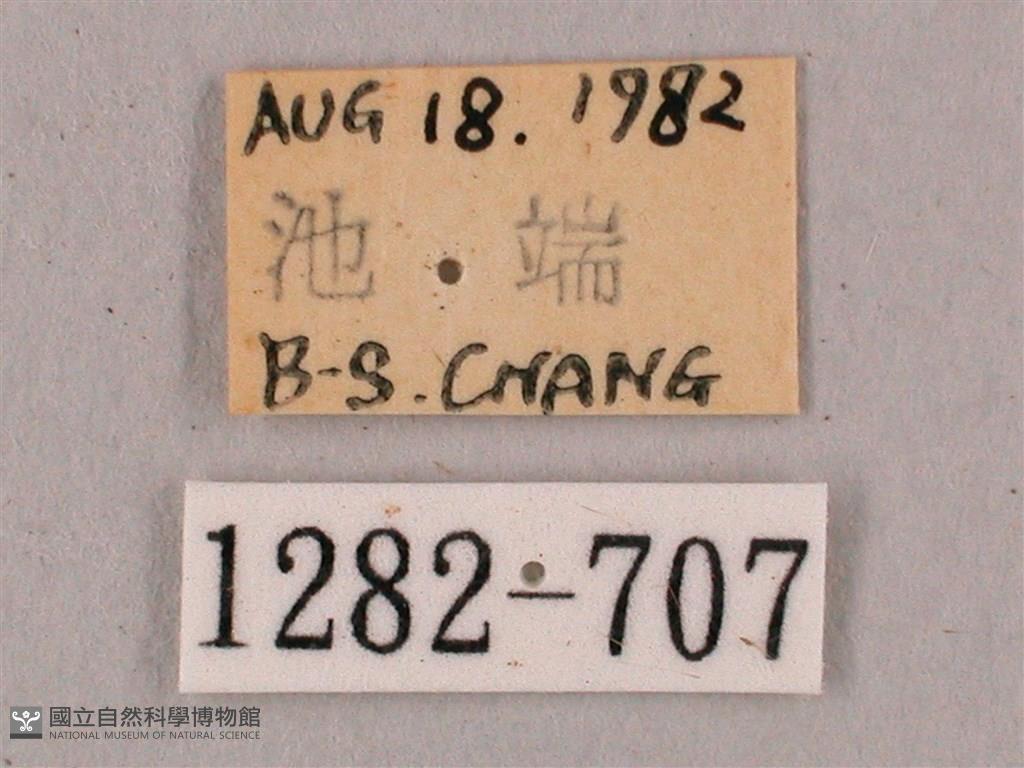 AUG 18. 1982
池 端
B-S. CHANG
1282-707
國立自然科學博物館
NATIONAL MUSEUM OF NATURAL SCIENCE